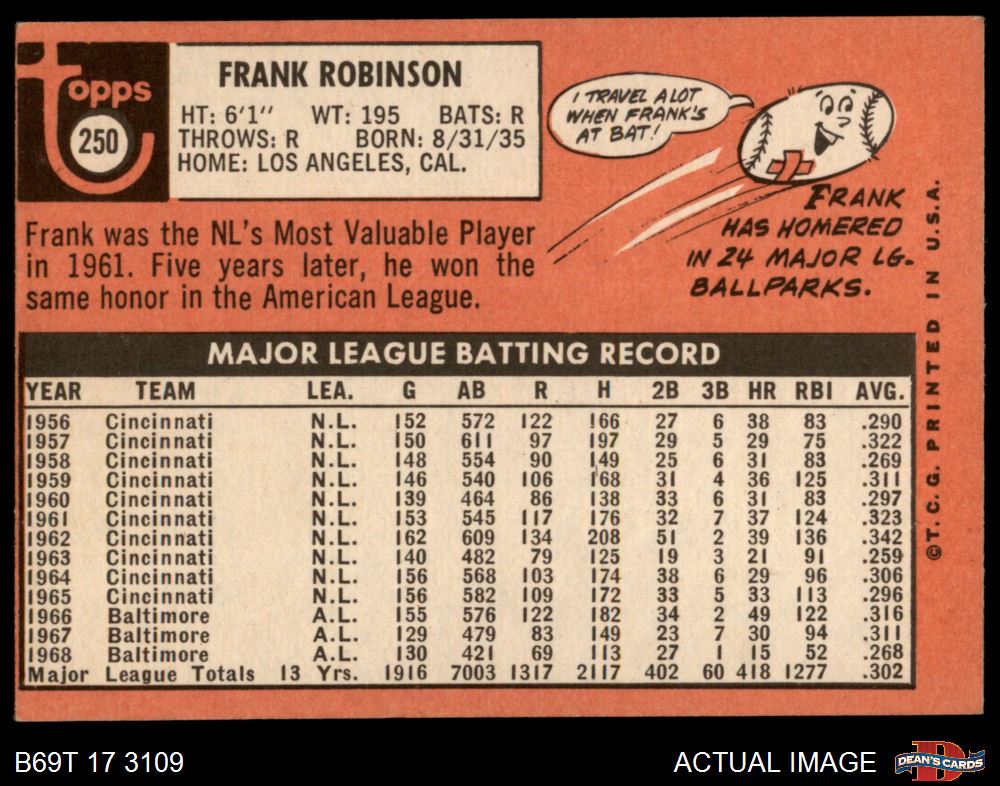 topps
250
FRANK ROBINSON
HT: 6'1" WT: 195 BATS: R
THROWS: R BORN: 8/31/35
HOME: LOS ANGELES, CAL.
I TRAVEL A LOT
WHEN FRANK'S
AT BAT!
FRANK
HAS HOMERED
IN 24 MAJOR LG.
BALLPARKS.
Frank was the NL's Most Valuable Player
in 1961. Five years later, he won the
same honor in the American League.
MAJOR LEAGUE BATTING RECORD
YEAR TEAM LEA. G AB R H 2B 3B HR RBI AVG.
1956 Cincinnati N.L. 152 572 122 166 27 6 38 83 .290
1957 Cincinnati N.L. 150 611 97 197 29 5 29 75 .322
1958 Cincinnati N.L. 148 554 90 149 25 6 31 83 .269
1959 Cincinnati N.L. 146 540 106 168 31 4 36 125 .311
1960 Cincinnati N.L. 139 464 86 138 33 6 31 83 .297
1961 Cincinnati N.L. 153 545 117 176 32 7 37 124 .323
1962 Cincinnati N.L. 162 609 134 208 51 2 39 136 .342
1963 Cincinnati N.L. 140 482 79 125 19 3 21 91 .259
1964 Cincinnati N.L. 156 568 103 174 38 6 29 96 .306
1965 Cincinnati N.L. 156 582 109 172 33 5 33 113 .296
1966 Baltimore A.L. 155 576 122 182 34 2 49 122 .316
1967 Baltimore A.L. 129 479 83 149 23 7 30 94 .311
1968 Baltimore A.L. 130 421 69 113 27 1 15 52 .268
Major League Totals 13 Yrs. 1916 7003 1317 2117 402 60 418 1277 .302
© T. C. G. PRINTED IN U.S.A.
B69T 17 3109
ACTUAL IMAGE
DEAN'S CARDS